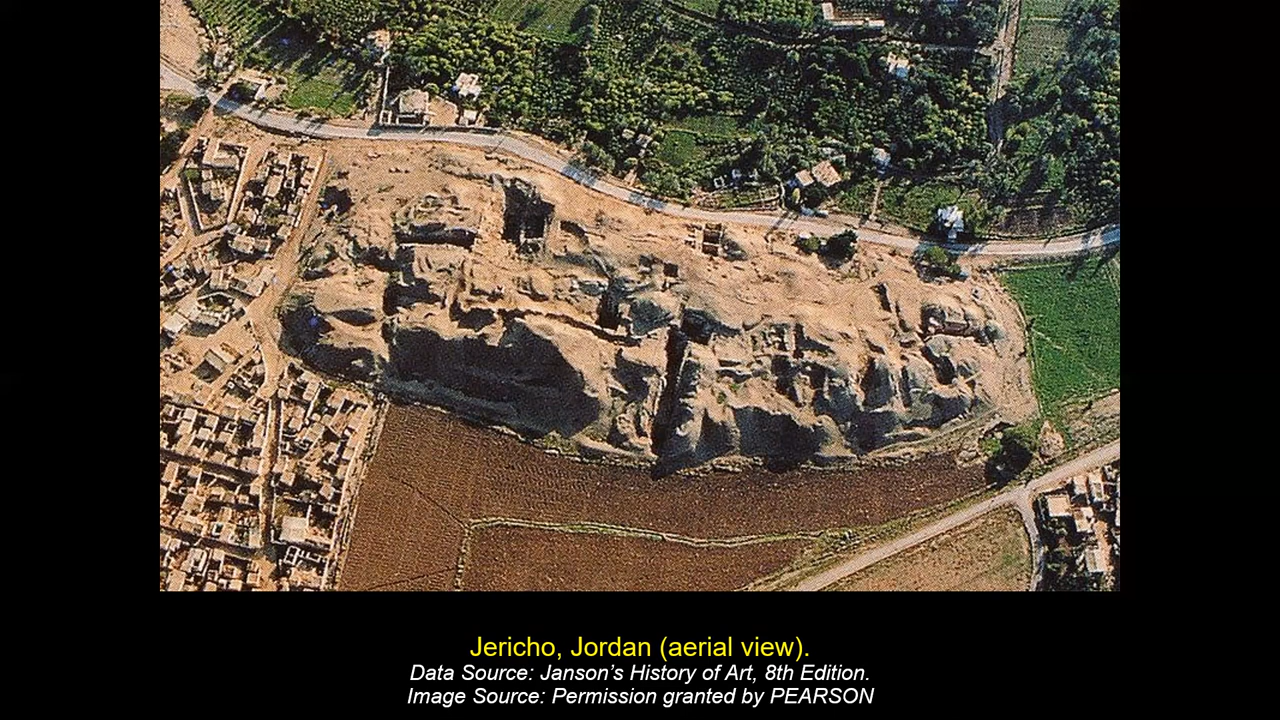 Jericho, Jordan (aerial view).
Data Source: Janson’s History of Art, 8th Edition.
Image Source: Permission granted by PEARSON